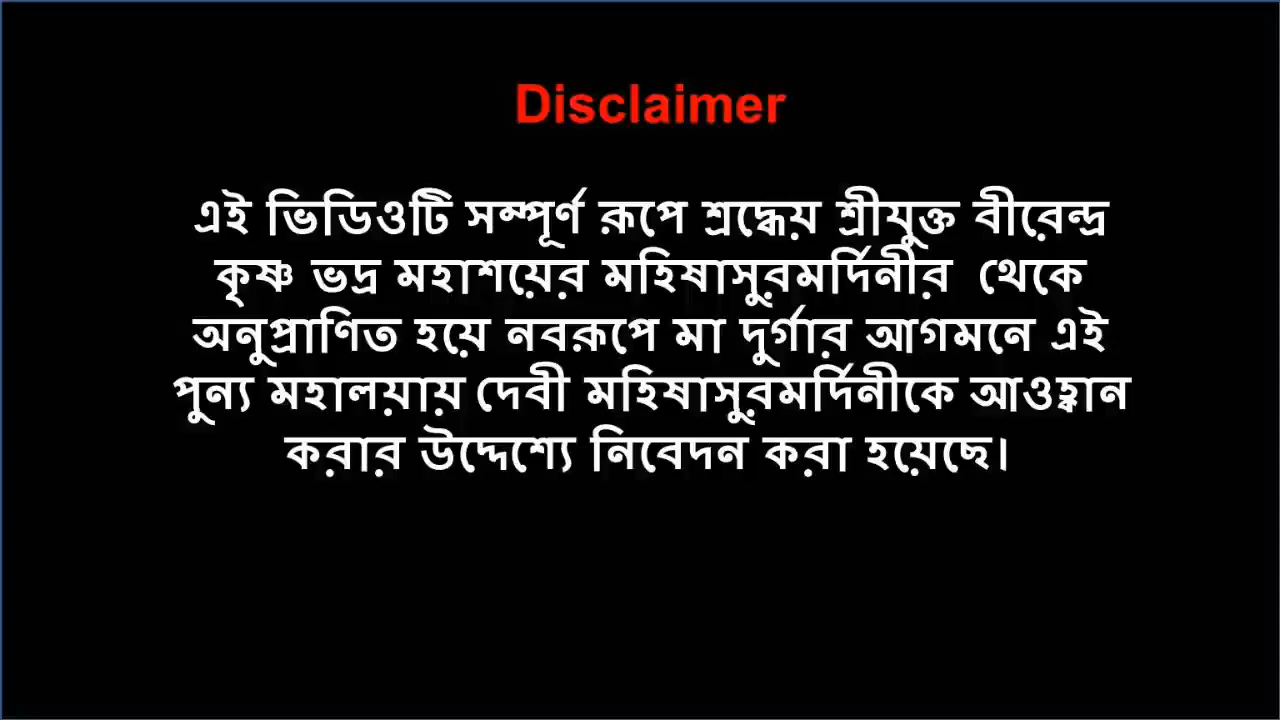 Disclaimer
এই ভিডিওটি সম্পূর্ণ রূপে শ্রদ্ধেয় শ্রীযুক্ত বীরেন্দ্র
কৃষ্ণ ভদ্র মহাশয়ের মহিষাসুরমর্দিনীর থেকে
অনুপ্রাণিত হয়ে নবরূপে মা দুর্গার আগমনে এই
পুন্য মহালয়ায় দেবী মহিষাসুরমর্দিনীকে আওহ্বান
করার উদ্দেশ্যে নিবেদন করা হয়েছে।